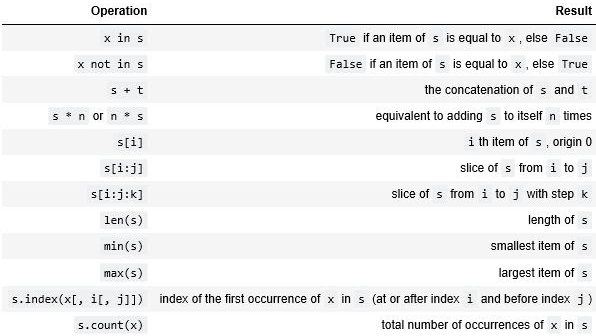 Operation Result
x in s True if an item of s is equal to x , else False
x not in s False if an item of s is equal to x , else True
s + t the concatenation of s and t
s * n or n * s equivalent to adding s to itself n times
s[i] i th item of s , origin 0
s[i:j] slice of s from i to j
s[i:j:k] slice of s from i to j with step k
len(s) length of s
min(s) smallest item of s
max(s) largest item of s
s.index(x[, i[, j]]) index of the first occurrence of x in s (at or after index i and before index j )
s.count(x) total number of occurrences of x in s